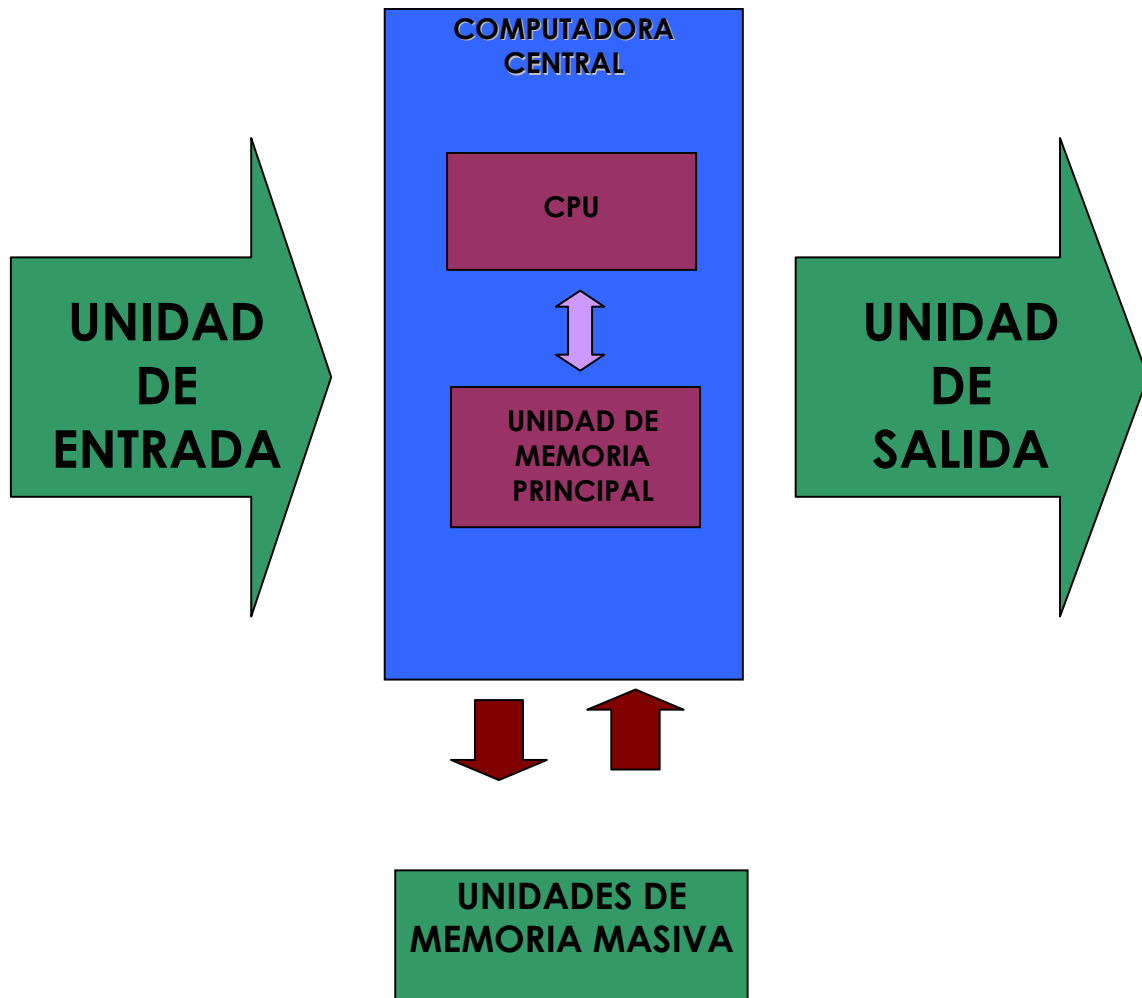 COMPUTADORA
CENTRAL
CPU
UNIDAD DE
MEMORIA
PRINCIPAL
UNIDAD
DE
ENTRADA
UNIDAD
DE
SALIDA
UNIDADES DE
MEMORIA MASIVA